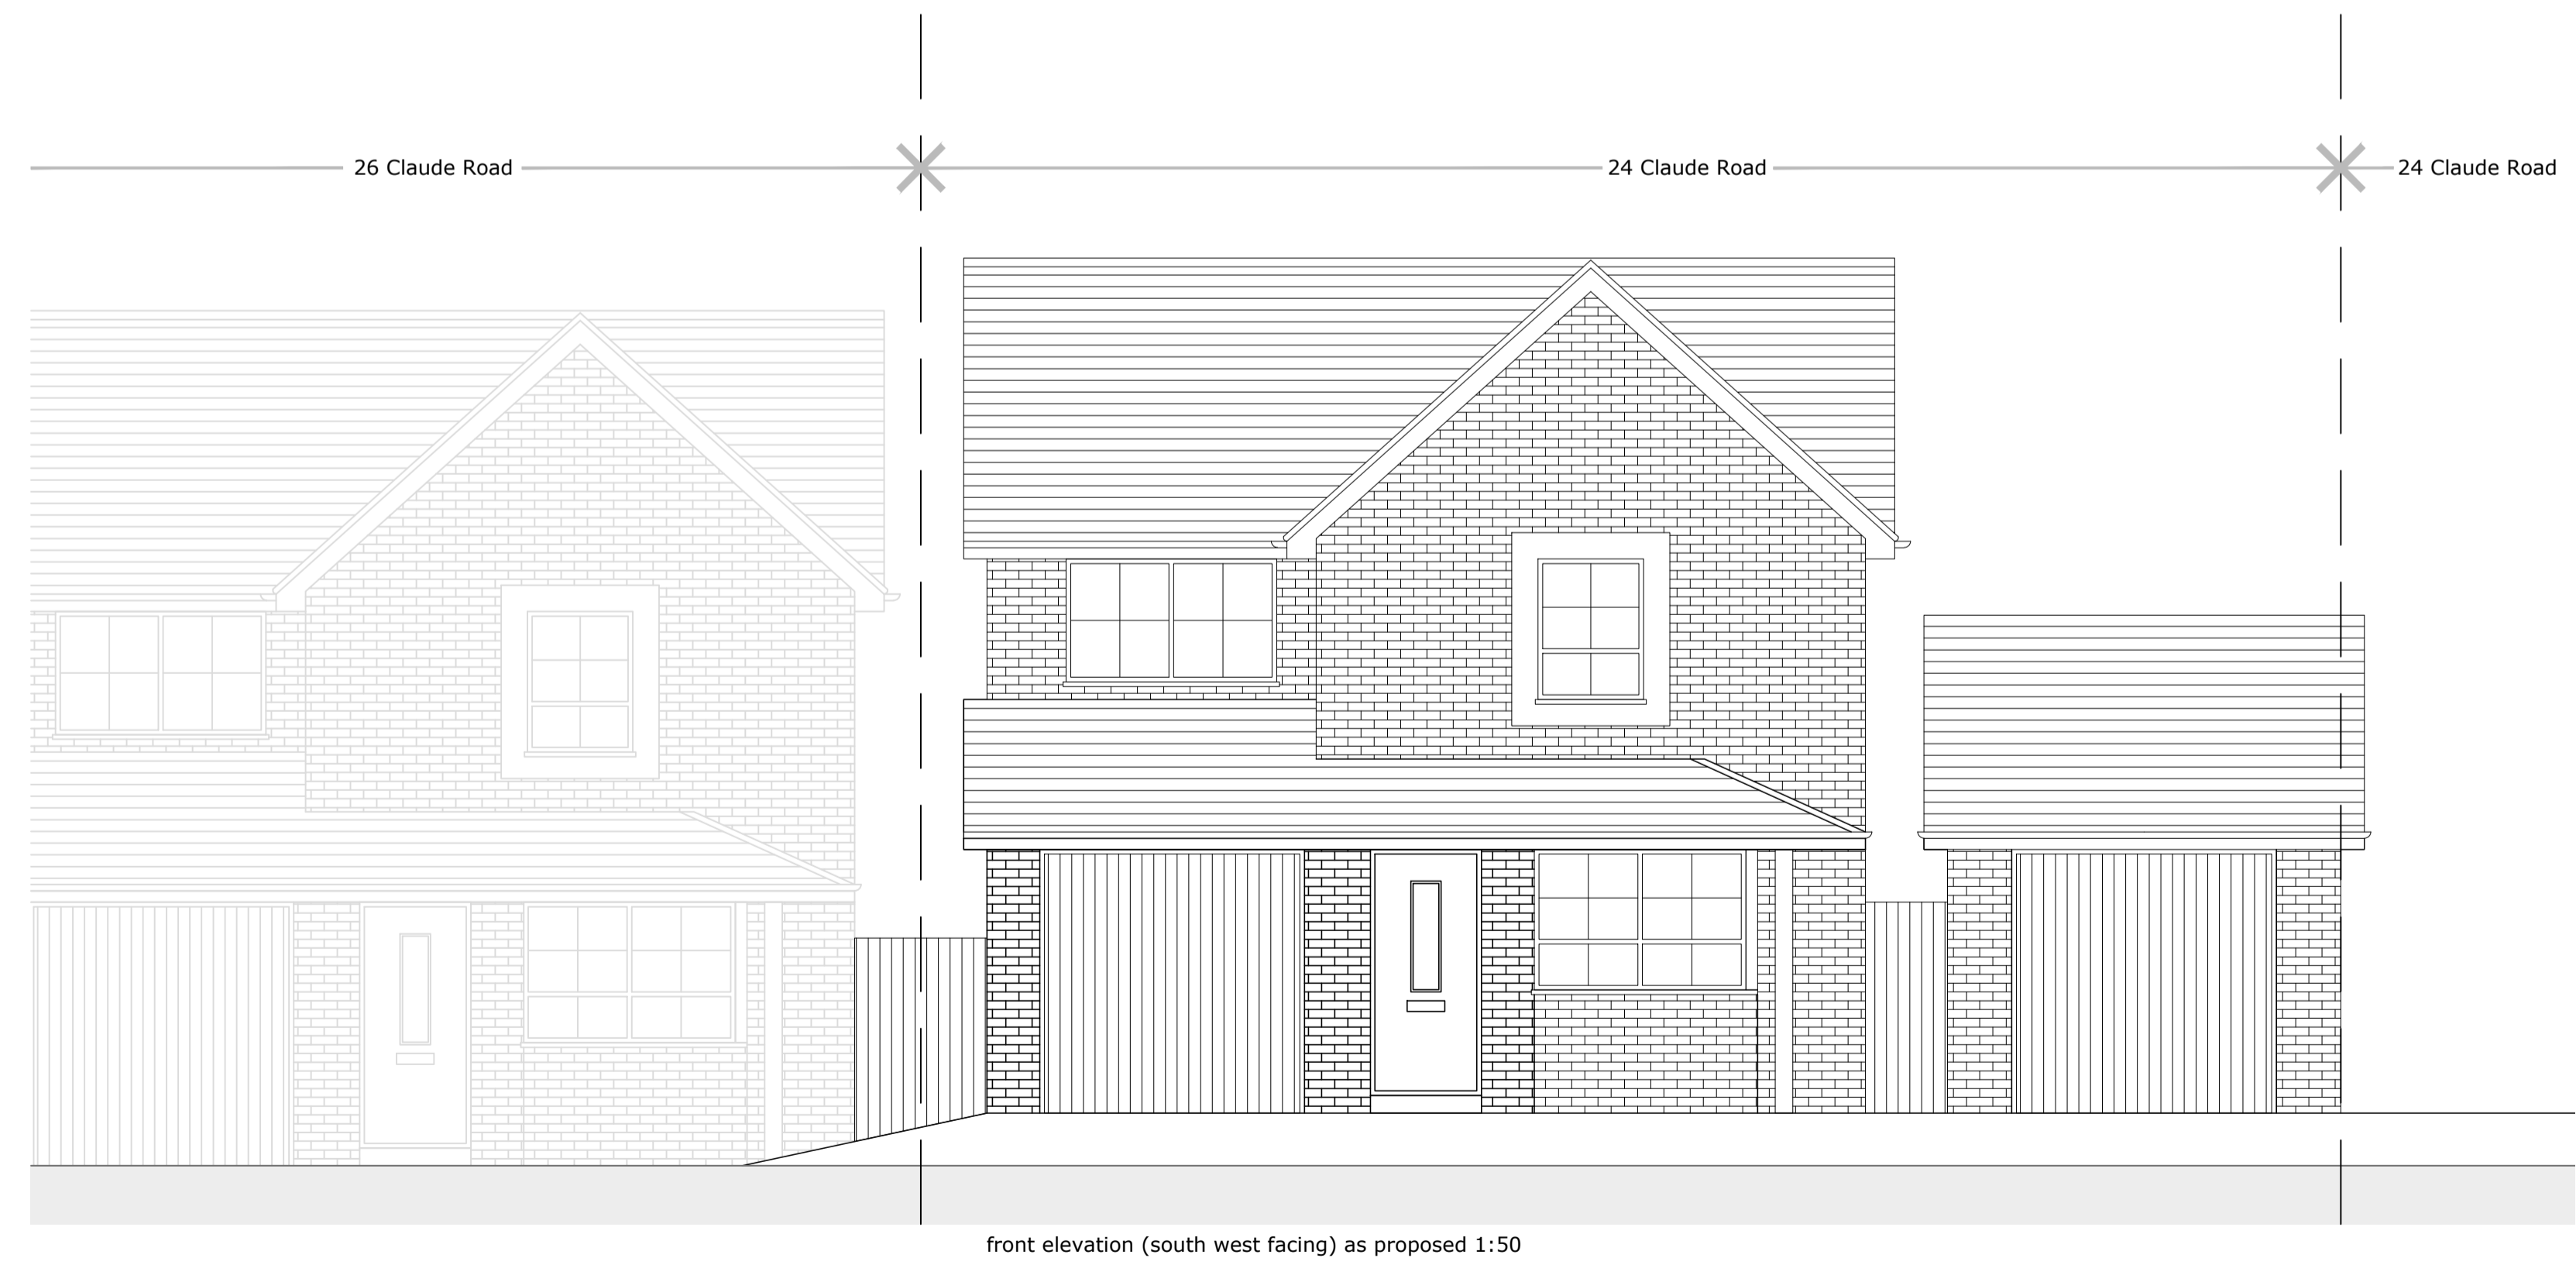 26 Claude Road
24 Claude Road
24 Claude Road
front elevation (south west facing) as proposed 1:50